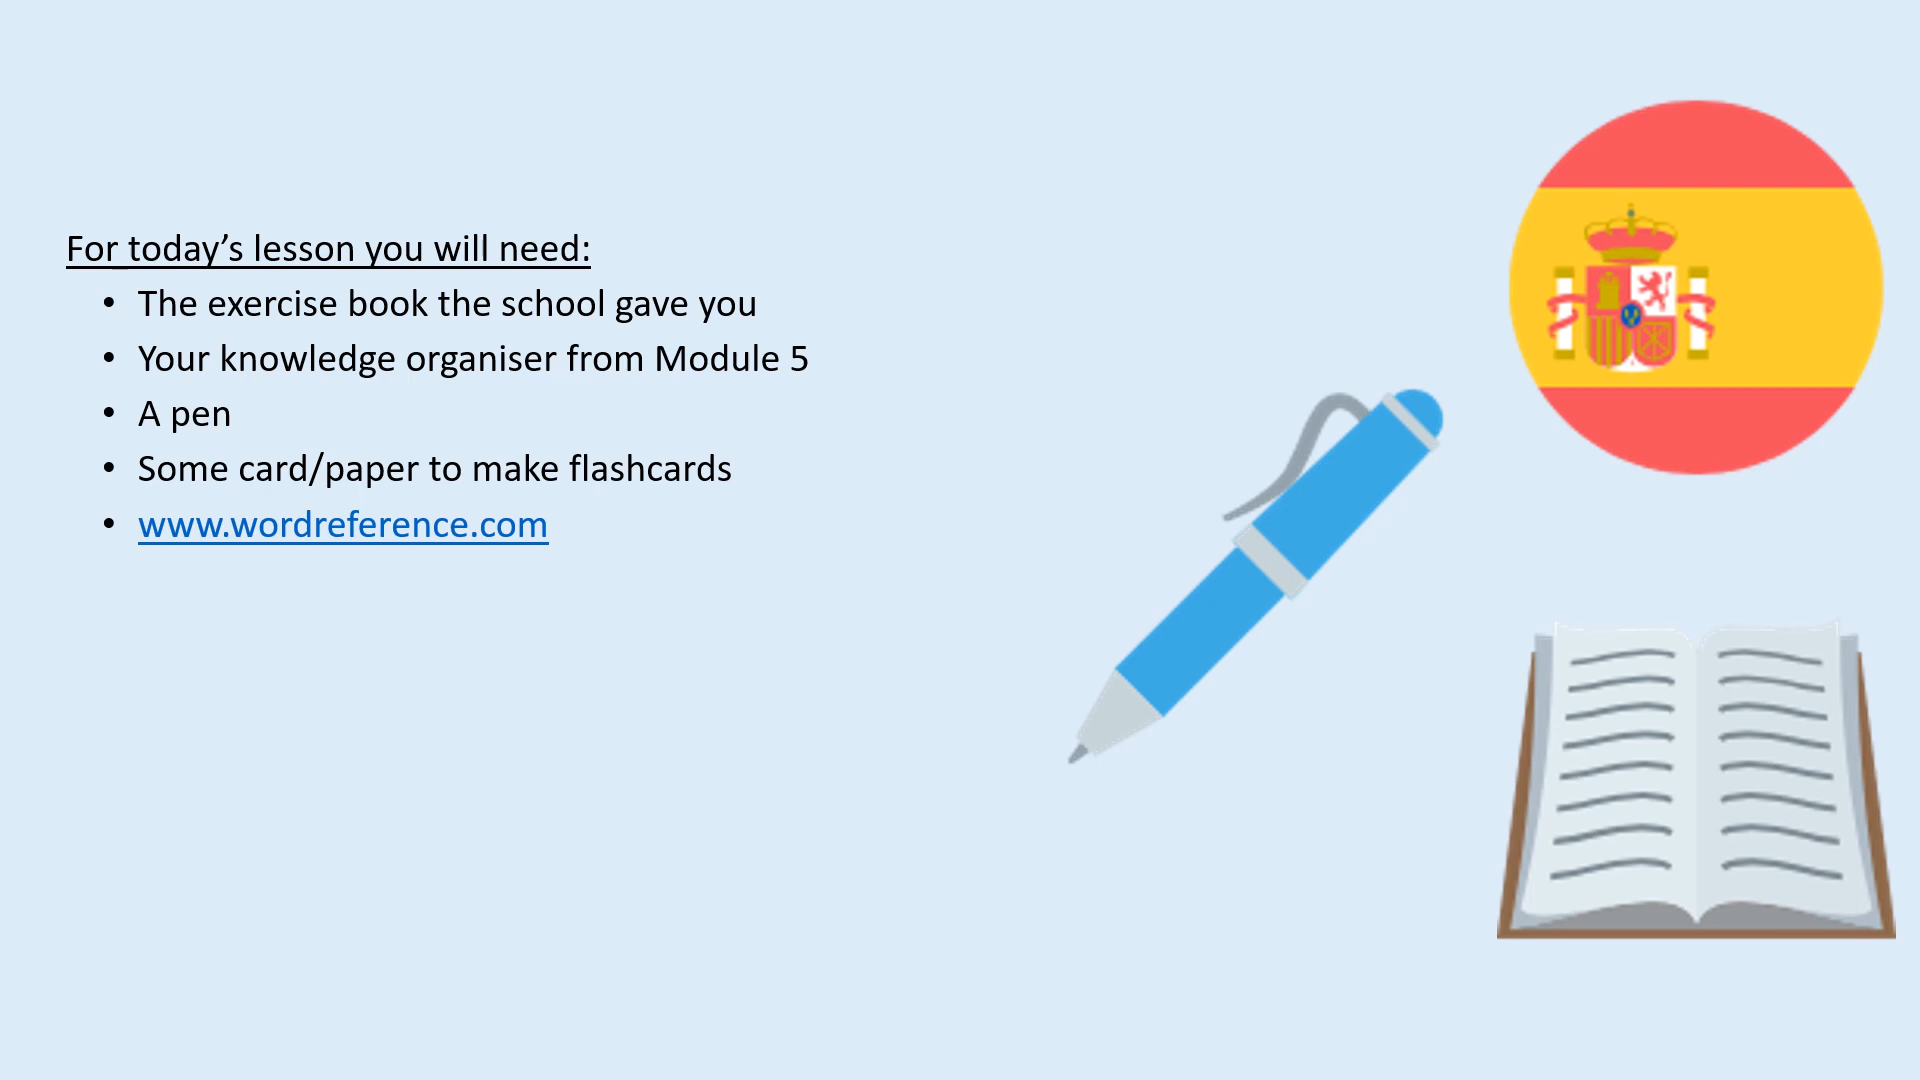 For today’s lesson you will need:
• The exercise book the school gave you
• Your knowledge organiser from Module 5
• A pen
• Some card/paper to make flashcards
• www.wordreference.com